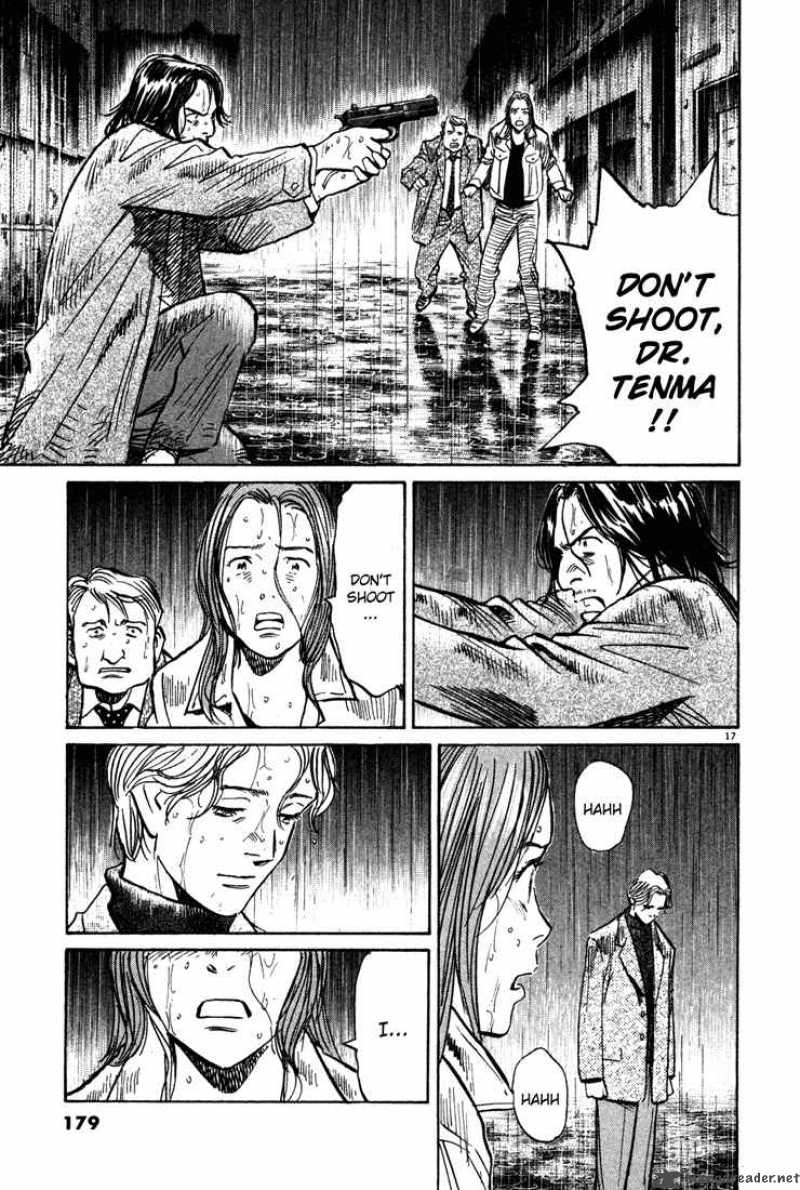 DON'T
SHOOT,
DR.
TENMA
!!
DON'T
SHOOT
...
17
HAHH
I...
HAHH
179